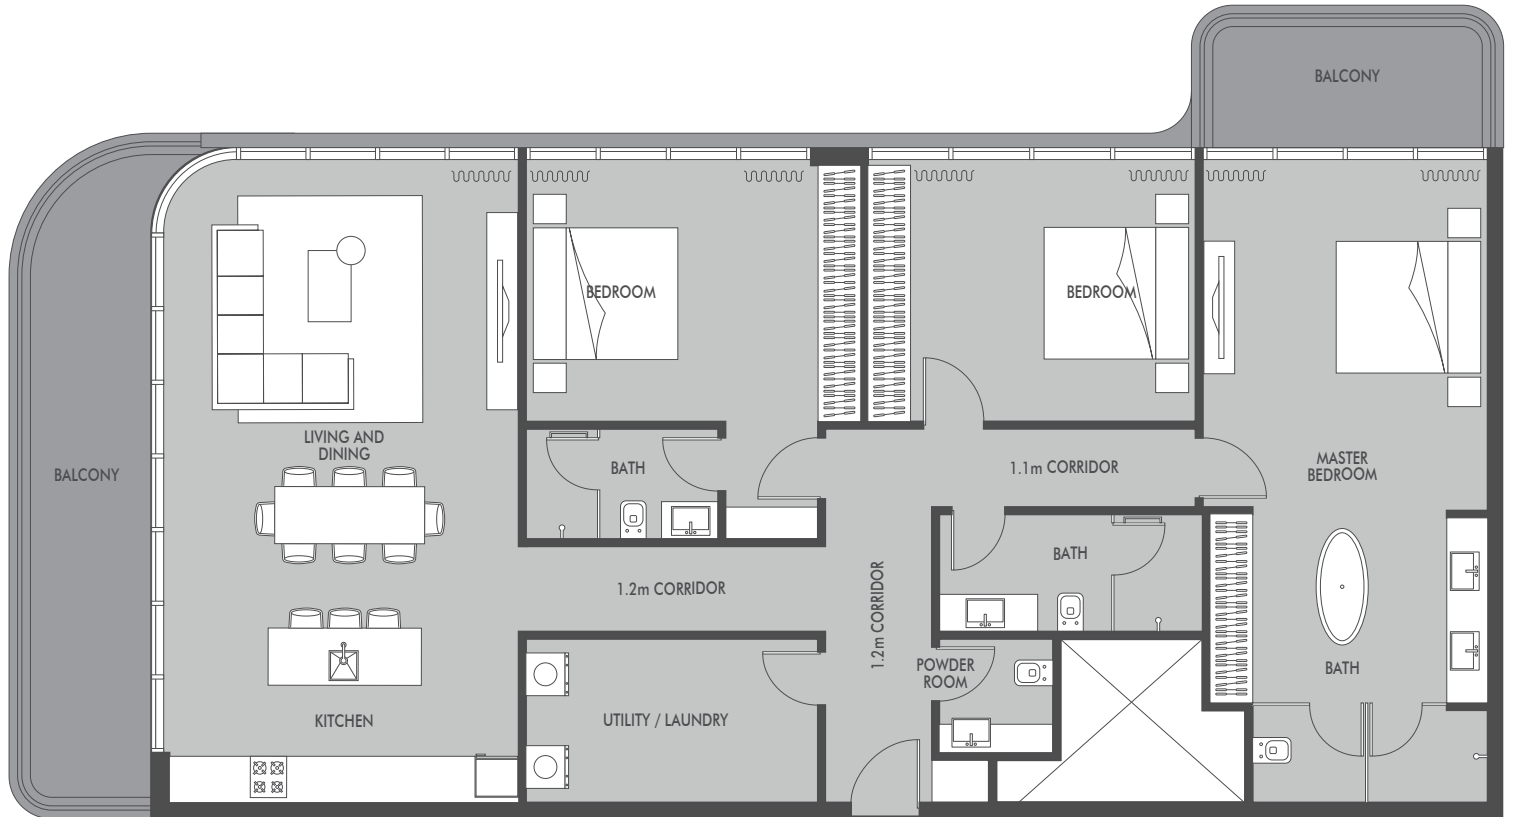 BALCONY
BEDROOM
BEDROOM
LIVING AND
DINING
BATH
1.1m CORRIDOR
MASTER
BEDROOM
BALCONY
BATH
1.2m CORRIDOR
1.2m CORRIDOR
POWDER
ROOM
BATH
KITCHEN
UTILITY / LAUNDRY